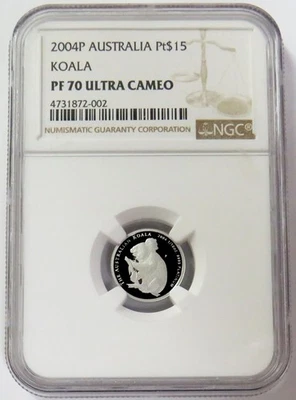 2004P AUSTRALIA Pt$15
KOALA
PF 70 ULTRA CAMEO
4731872-002
NUMISMATIC GUARANTY CORPORATION
NGC
THE AUSTRALIAN KOALA